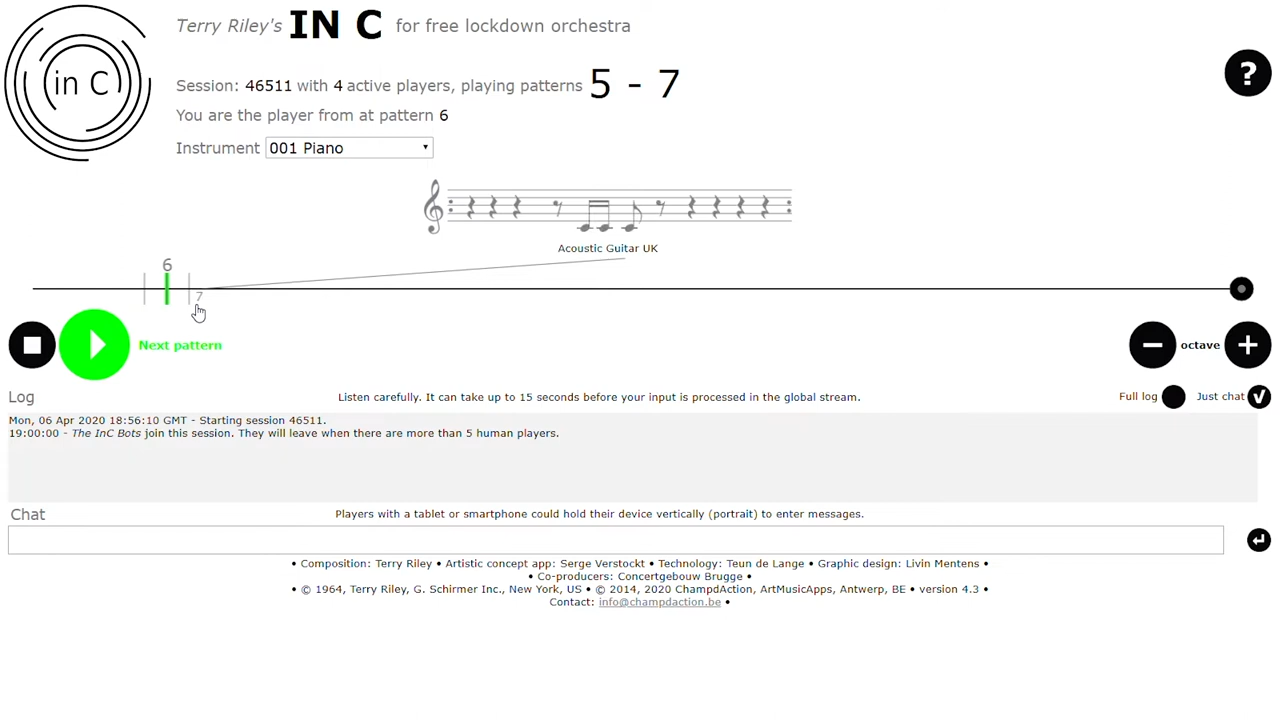 in C
Terry Riley's IN C for free lockdown orchestra
?
Session: 46511 with 4 active players, playing patterns 5 - 7
You are the player from at pattern 6
Instrument 001 Piano
Acoustic Guitar UK
6
7
Next pattern
octave
Log
Listen carefully. It can take up to 15 seconds before your input is processed in the global stream.
Full log
Just chat
Mon, 06 Apr 2020 18:56:10 GMT - Starting session 46511.
19:00:00 - The InC Bots join this session. They will leave when there are more than 5 human players.
Chat
Players with a tablet or smartphone could hold their device vertically (portrait) to enter messages.
• Composition: Terry Riley • Artistic concept app: Serge Verstockt • Technology: Teun de Lange • Graphic design: Livin Mentens •
• Co-producers: Concertgebouw Brugge •
• © 1964, Terry Riley, G. Schirmer Inc., New York, US • © 2014, 2020 ChampdAction, ArtMusicApps, Antwerp, BE • version 4.3 •
Contact: info@champdaction.be •